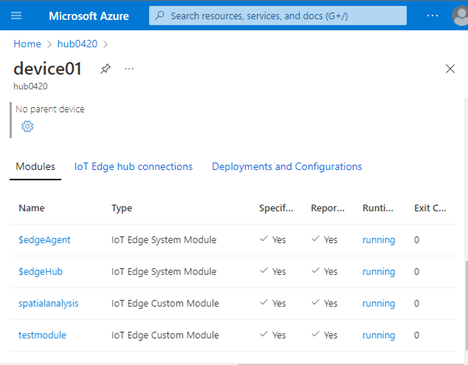 Microsoft Azure
Search resources, services, and docs (G+/)
Home > hub0420 >
device01
hub0420
No parent device
Modules IoT Edge hub connections Deployments and Configurations
Name Type Specif... Repor... Runti... Exit C...
$edgeAgent IoT Edge System Module Yes Yes running 0
$edgeHub IoT Edge System Module Yes Yes running 0
spatialanalysis IoT Edge Custom Module Yes Yes running 0
testmodule IoT Edge Custom Module Yes Yes running 0